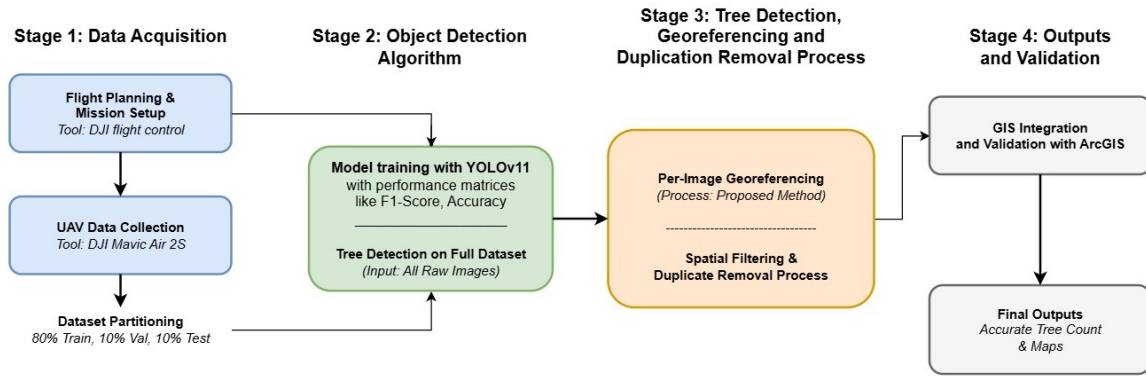 Stage 1: Data Acquisition
Flight Planning &
Mission Setup
Tool: DJI flight control
UAV Data Collection
Tool: DJI Mavic Air 2S
Dataset Partitioning
80% Train, 10% Val, 10% Test
Stage 2: Object Detection
Algorithm
Model training with YOLOv11
with performance matrices
like F1-Score, Accuracy
Tree Detection on Full Dataset
(Input: All Raw Images)
Stage 3: Tree Detection,
Georeferencing and
Duplication Removal Process
Per-Image Georeferencing
(Process: Proposed Method)
Spatial Filtering &
Duplicate Removal Process
Stage 4: Outputs
and Validation
GIS Integration
and Validation with ArcGIS
Final Outputs
Accurate Tree Count
& Maps